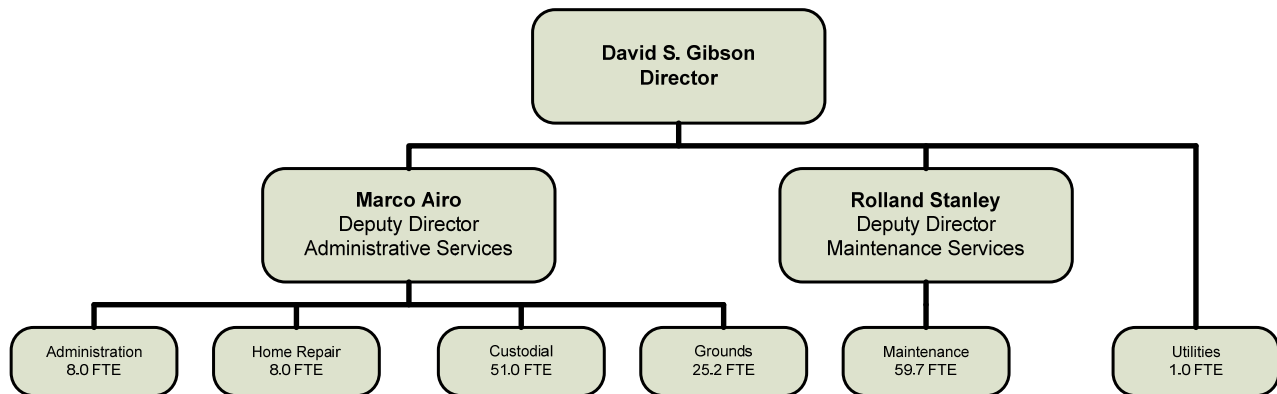 David S. Gibson
Director
Marco Airo
Deputy Director
Administrative Services
Rolland Stanley
Deputy Director
Maintenance Services
Administration
8.0 FTE
Home Repair
8.0 FTE
Custodial
51.0 FTE
Grounds
25.2 FTE
Maintenance
59.7 FTE
Utilities
1.0 FTE